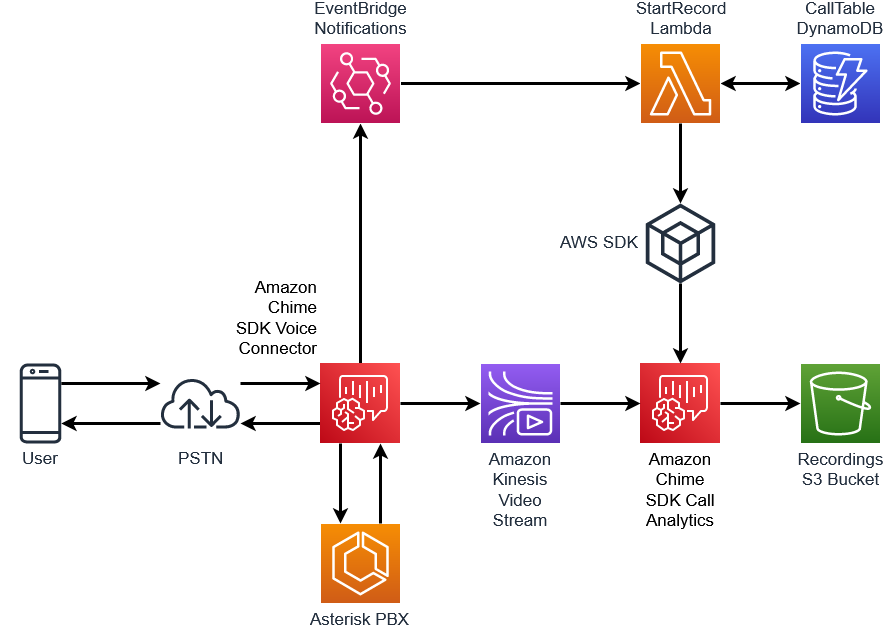 EventBridge
Notifications
StartRecord
Lambda
CallTable
DynamoDB
AWS SDK
Amazon
Chime
SDK Voice
Connector
User
PSTN
Amazon
Kinesis
Video
Stream
Amazon
Chime
SDK Call
Analytics
Recordings
S3 Bucket
Asterisk PBX